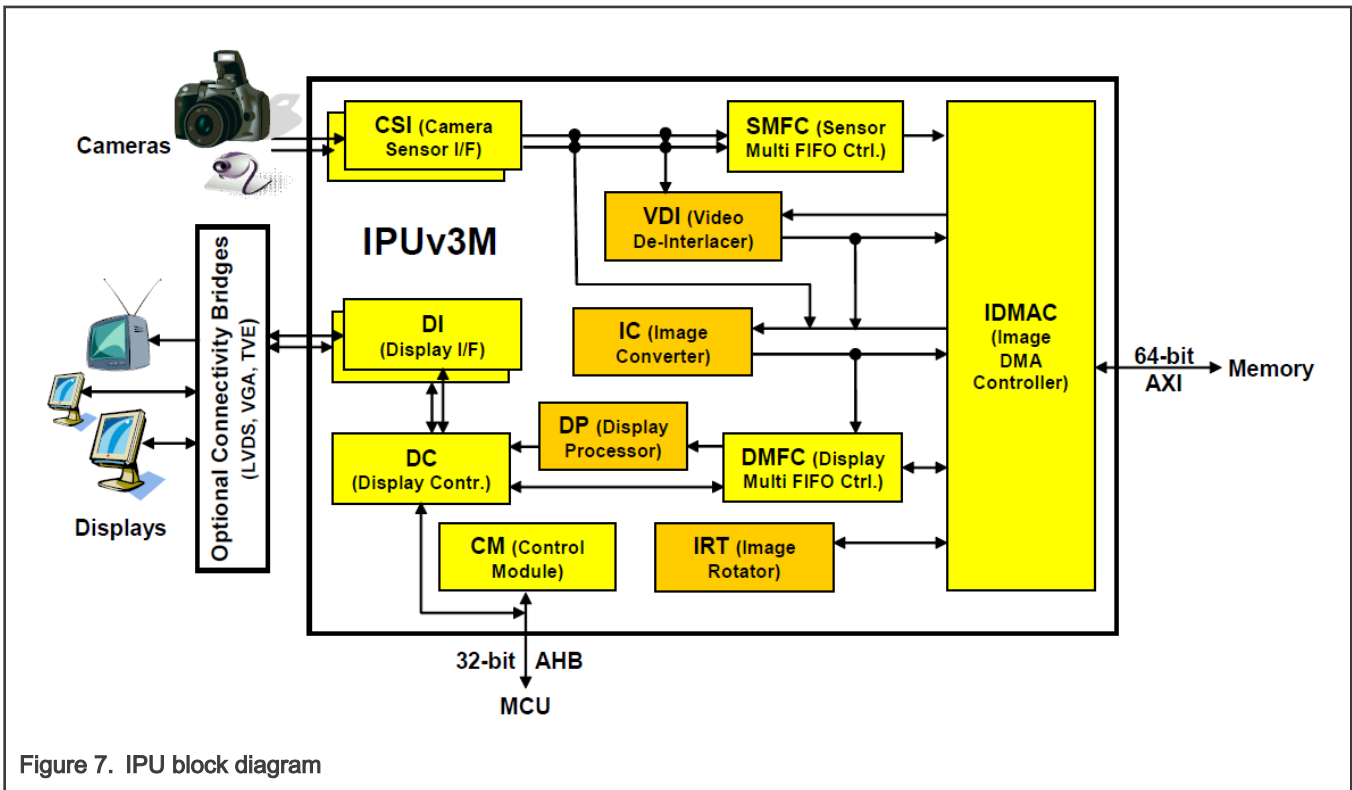 Cameras
CSI (Camera
Sensor I/F)
SMFC (Sensor
Multi FIFO Ctrl.)
VDI (Video
De-Interlacer)
IPUv3M
Optional Connectivity Bridges
(LVDS, VGA, TVE)
DI
(Display I/F)
IC (Image
Converter)
IDMAC
(Image
DMA
Controller)
64-bit
AXI
Memory
DP (Display
Processor)
DC
(Display Contr.)
DMFC (Display
Multi FIFO Ctrl.)
Displays
CM (Control
Module)
IRT (Image
Rotator)
32-bit
AHB
MCU
Figure 7. IPU block diagram